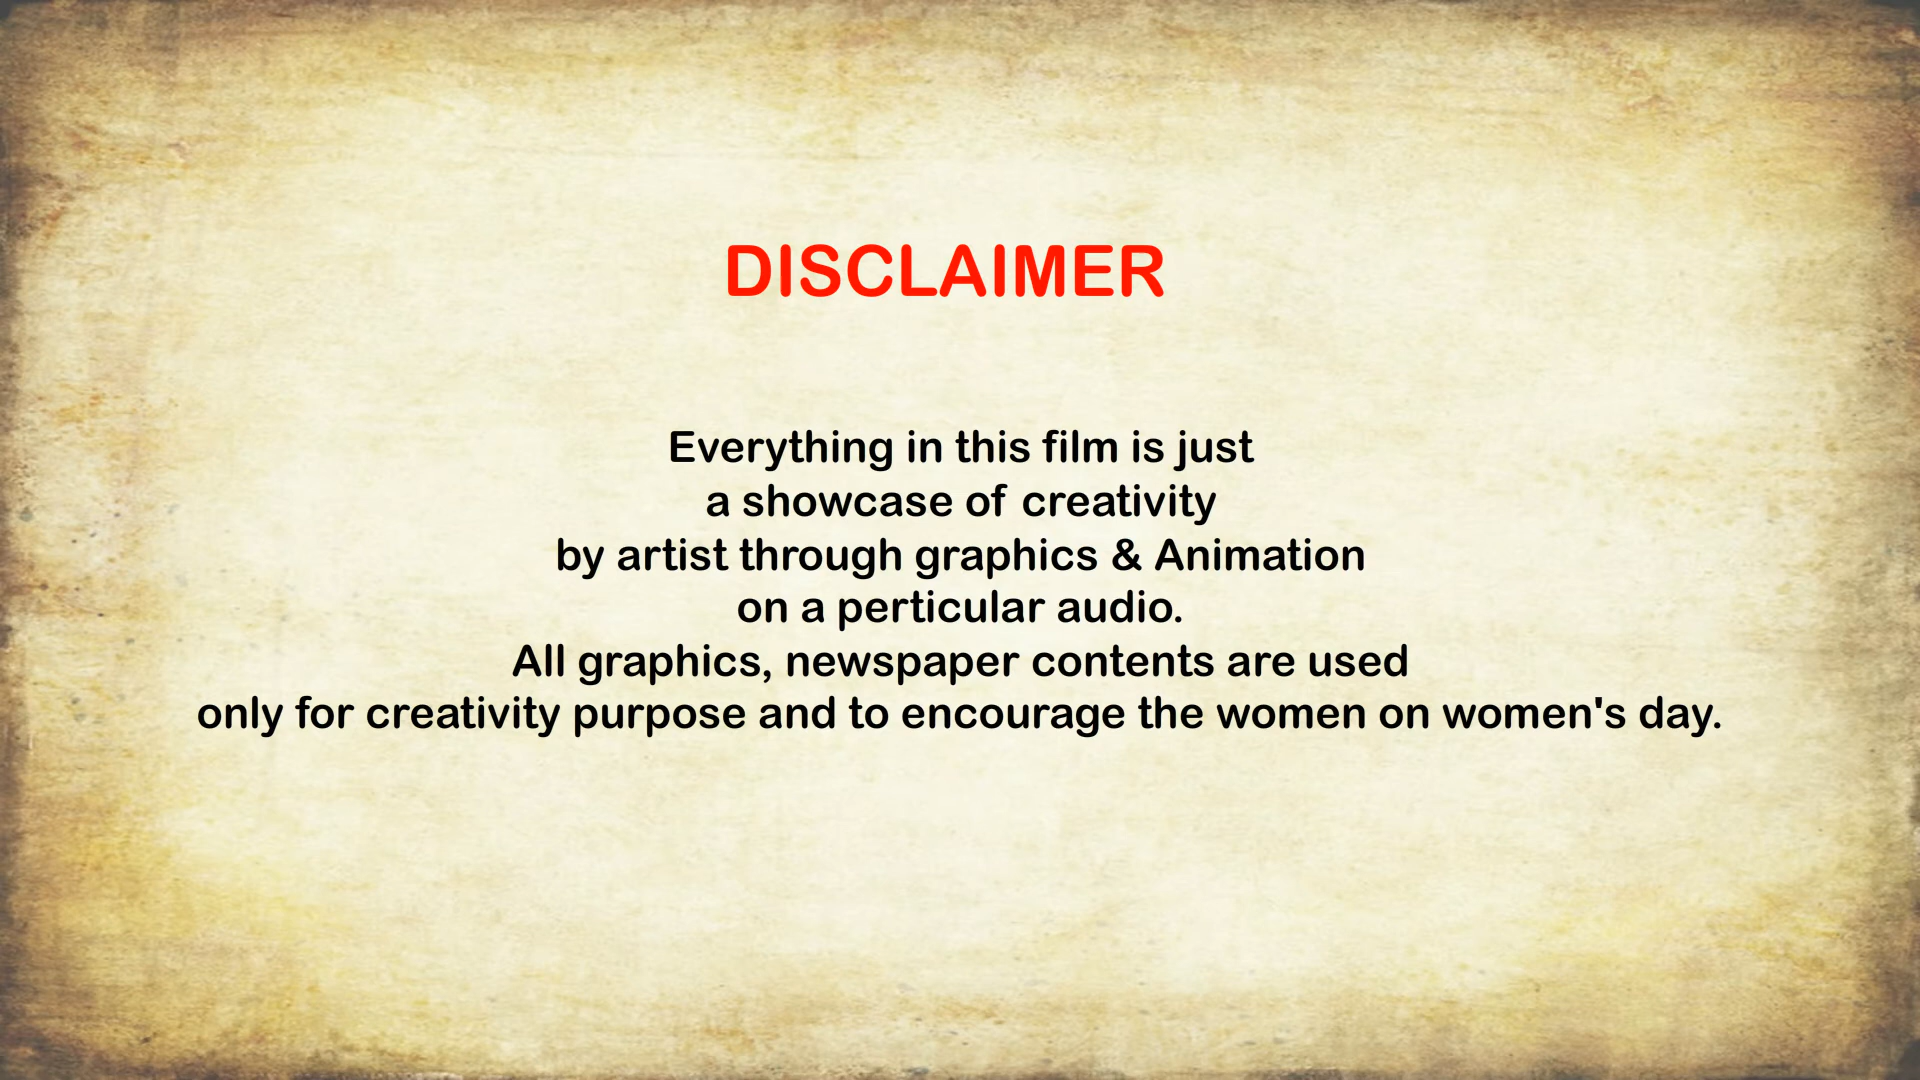 DISCLAIMER
Everything in this film is just
a showcase of creativity
by artist through graphics & Animation
on a perticular audio.
All graphics, newspaper contents are used
only for creativity purpose and to encourage the women on women's day.